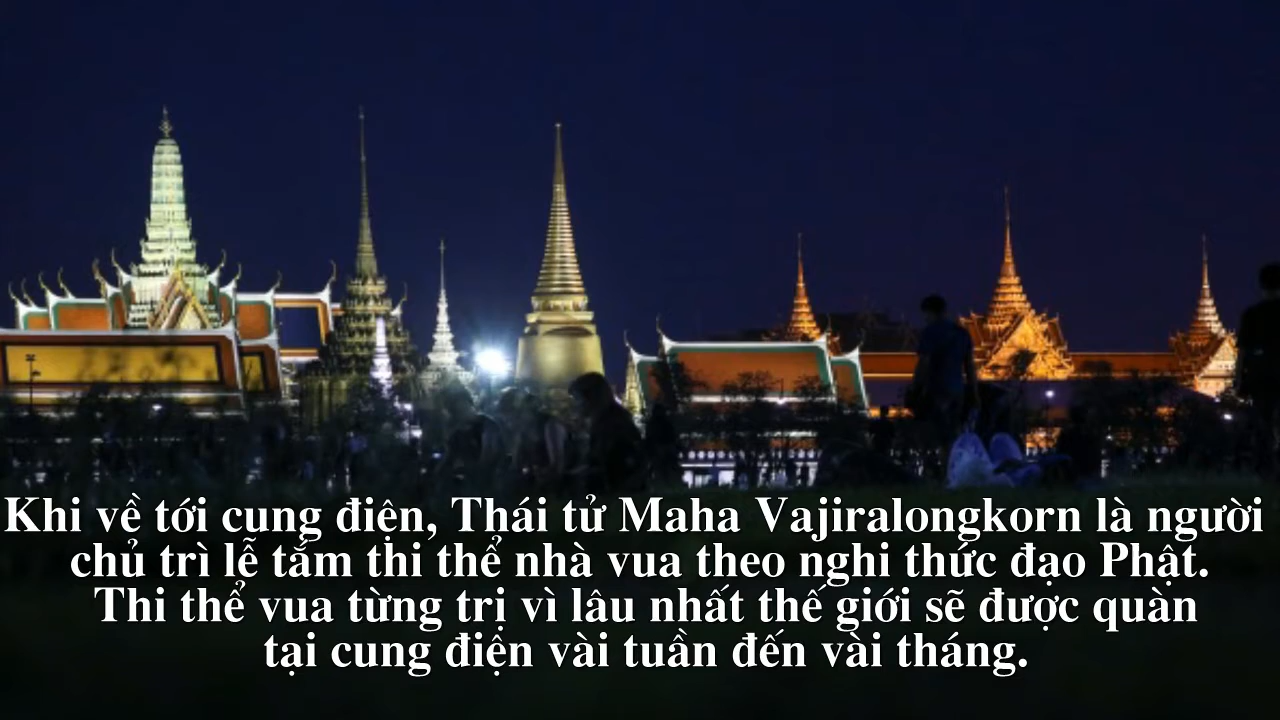 Khi về tới cung điện, Thái tử Maha Vajiralongkorn là người
chủ trì lễ tắm thi thể nhà vua theo nghi thức đạo Phật.
Thi thể vua từng trị vì lâu nhất thế giới sẽ được quàn
tại cung điện vài tuần đến vài tháng.